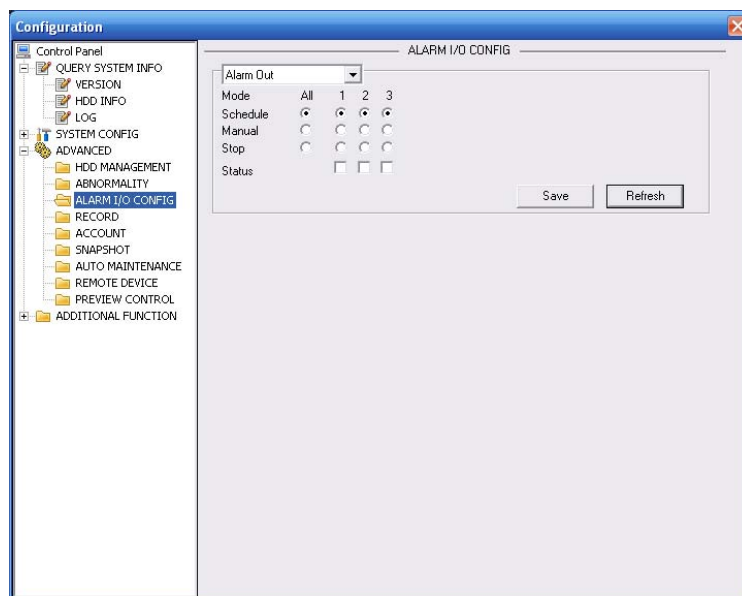 Configuration
Control Panel
QUERY SYSTEM INFO
VERSION
HDD INFO
LOG
SYSTEM CONFIG
ADVANCED
HDD MANAGEMENT
ABNORMALITY
ALARM I/O CONFIG
RECORD
ACCOUNT
SNAPSHOT
AUTO MAINTENANCE
REMOTE DEVICE
PREVIEW CONTROL
ADDITIONAL FUNCTION
ALARM I/O CONFIG
Alarm Out
Mode All 1 2 3
Schedule
Manual
Stop
Status
Save Refresh